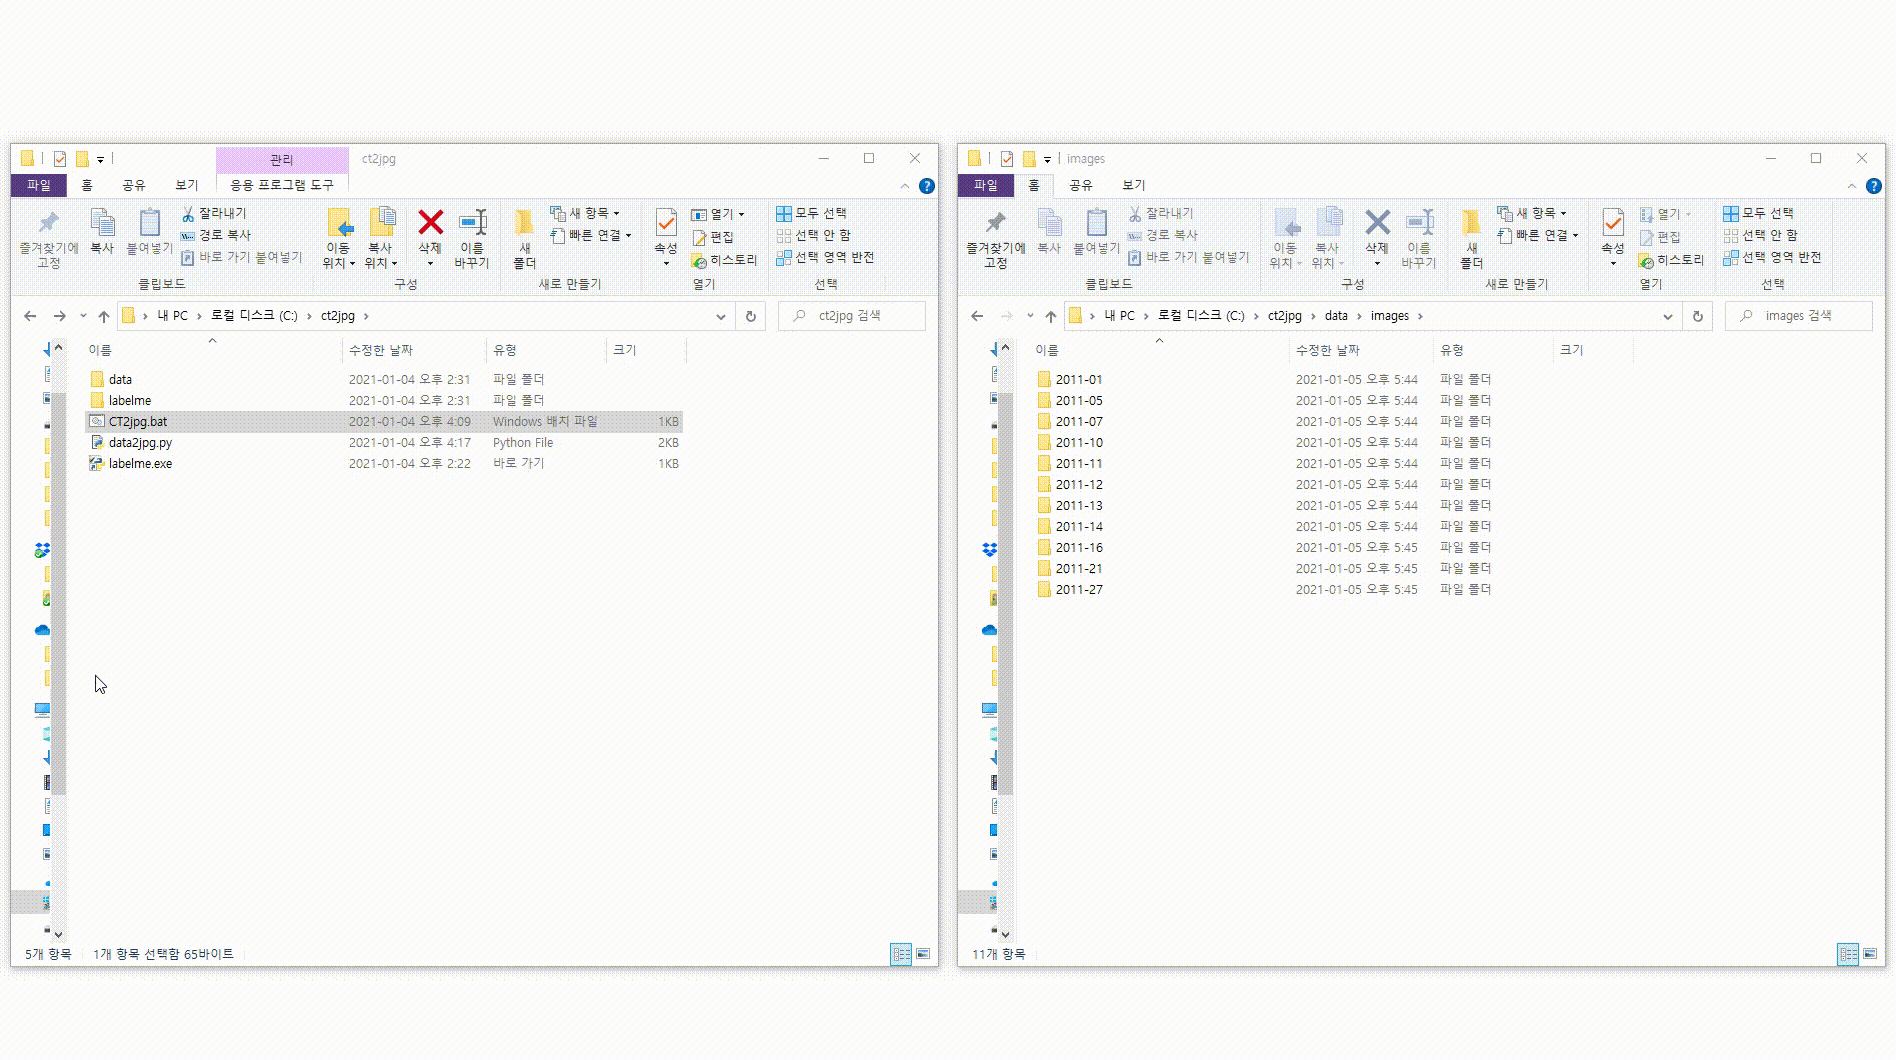 관리
ct2jpg
파일
홈
공유
보기
응용 프로그램 도구
즐겨찾기에
고정
복사
붙여넣기
잘라내기
경로 복사
바로 가기 붙여넣기
클립보드
이동
위치
복사
위치
삭제
이름
바꾸기
구성
새
폴더
새 항목
빠른 연결
새로 만들기
속성
열기
편집
히스토리
열기
모두 선택
선택 안 함
선택 영역 반전
선택
내 PC > 로컬 디스크 (C:) > ct2jpg >
ct2jpg 검색
이름 수정한 날짜 유형 크기
data 2021-01-04 오후 2:31 파일 폴더
labelme 2021-01-04 오후 2:31 파일 폴더
CT2jpg.bat 2021-01-04 오후 4:09 Windows 배치 파일 1KB
data2jpg.py 2021-01-04 오후 4:17 Python File 2KB
labelme.exe 2021-01-04 오후 2:22 바로 가기 1KB
5개 항목 1개 항목 선택함 65바이트
images
파일
홈
공유
보기
즐겨찾기에
고정
복사
붙여넣기
잘라내기
경로 복사
바로 가기 붙여넣기
클립보드
이동
위치
복사
위치
삭제
이름
바꾸기
구성
새
폴더
새 항목
빠른 연결
새로 만들기
속성
열기
편집
히스토리
열기
모두 선택
선택 안 함
선택 영역 반전
선택
내 PC > 로컬 디스크 (C:) > ct2jpg > data > images >
images 검색
이름 수정한 날짜 유형 크기
2011-01 2021-01-05 오후 5:44 파일 폴더
2011-05 2021-01-05 오후 5:44 파일 폴더
2011-07 2021-01-05 오후 5:44 파일 폴더
2011-10 2021-01-05 오후 5:44 파일 폴더
2011-11 2021-01-05 오후 5:44 파일 폴더
2011-12 2021-01-05 오후 5:44 파일 폴더
2011-13 2021-01-05 오후 5:44 파일 폴더
2011-14 2021-01-05 오후 5:44 파일 폴더
2011-16 2021-01-05 오후 5:45 파일 폴더
2011-21 2021-01-05 오후 5:45 파일 폴더
2011-27 2021-01-05 오후 5:45 파일 폴더
11개 항목